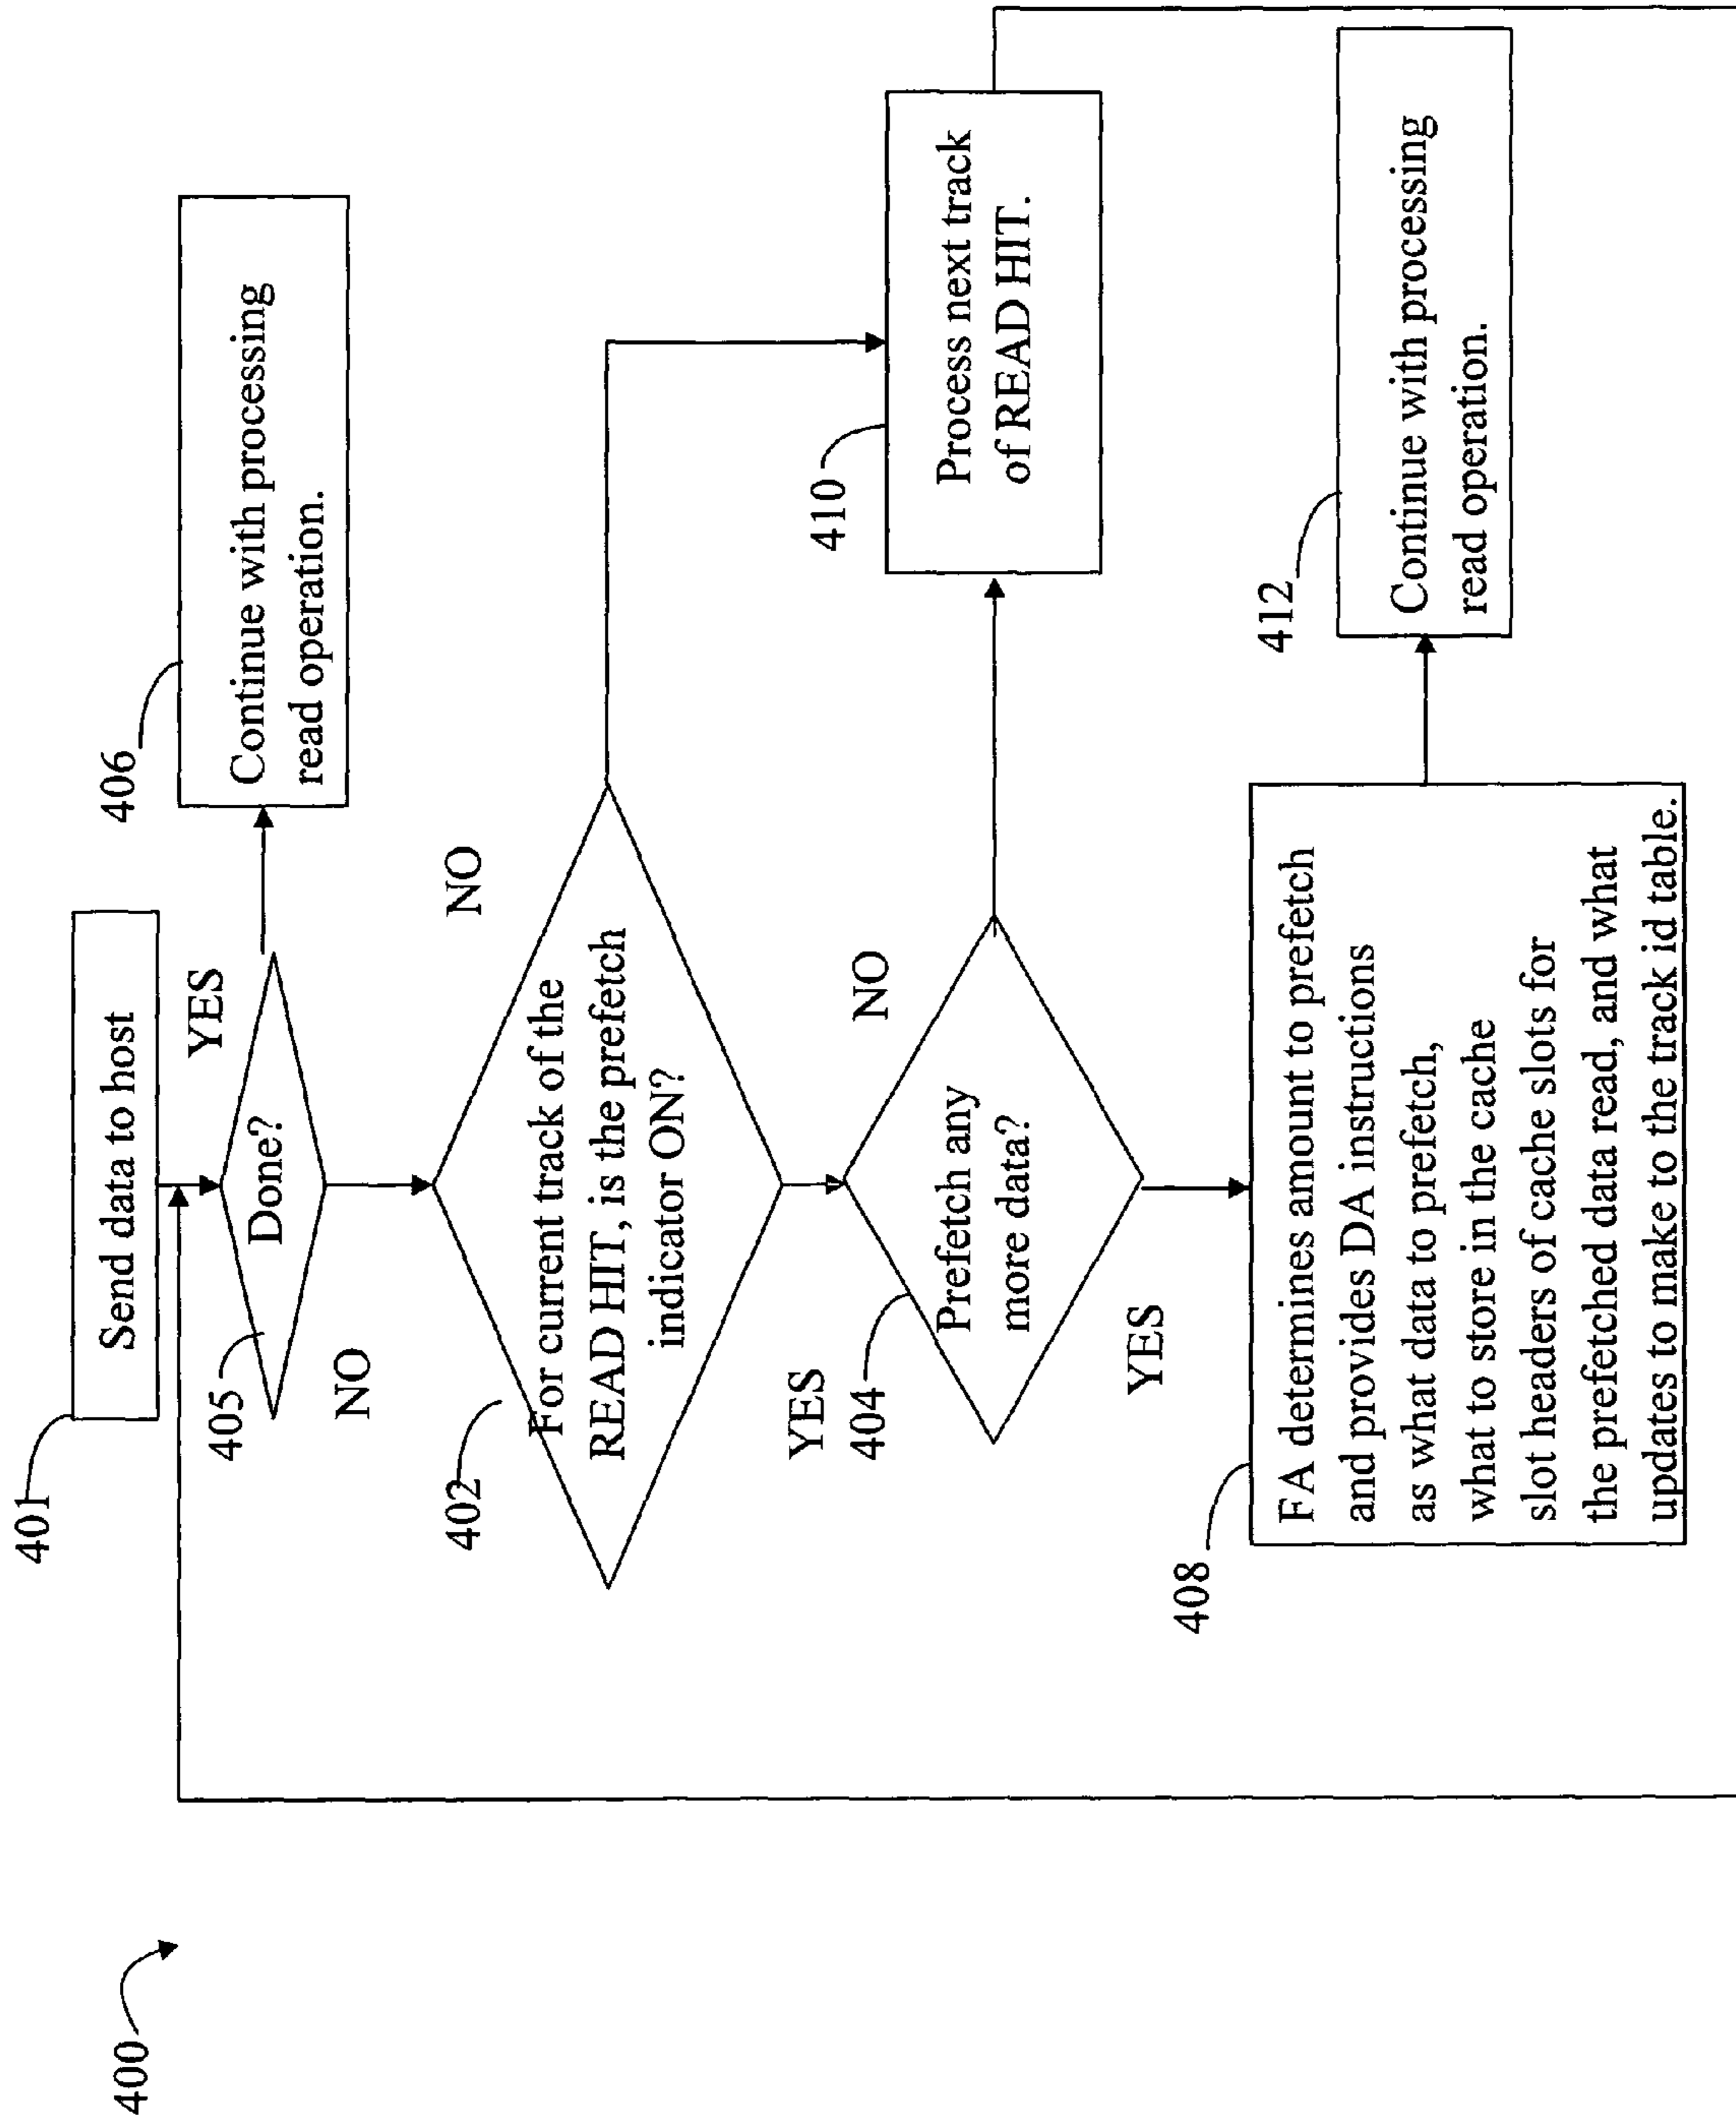 400
401
Send data to host
405
Done?
YES
406
Continue with processing
read operation.
NO
402
For current track of the
READ HIT, is the prefetch
indicator ON?
NO
YES
404
Prefetch any
more data?
NO
410
Process next track
of READ HIT.
YES
408
FA determines amount to prefetch
and provides DA instructions
as what data to prefetch,
what to store in the cache
slot headers of cache slots for
the prefetched data read, and what
updates to make to the track id table.
412
Continue with processing
read operation.